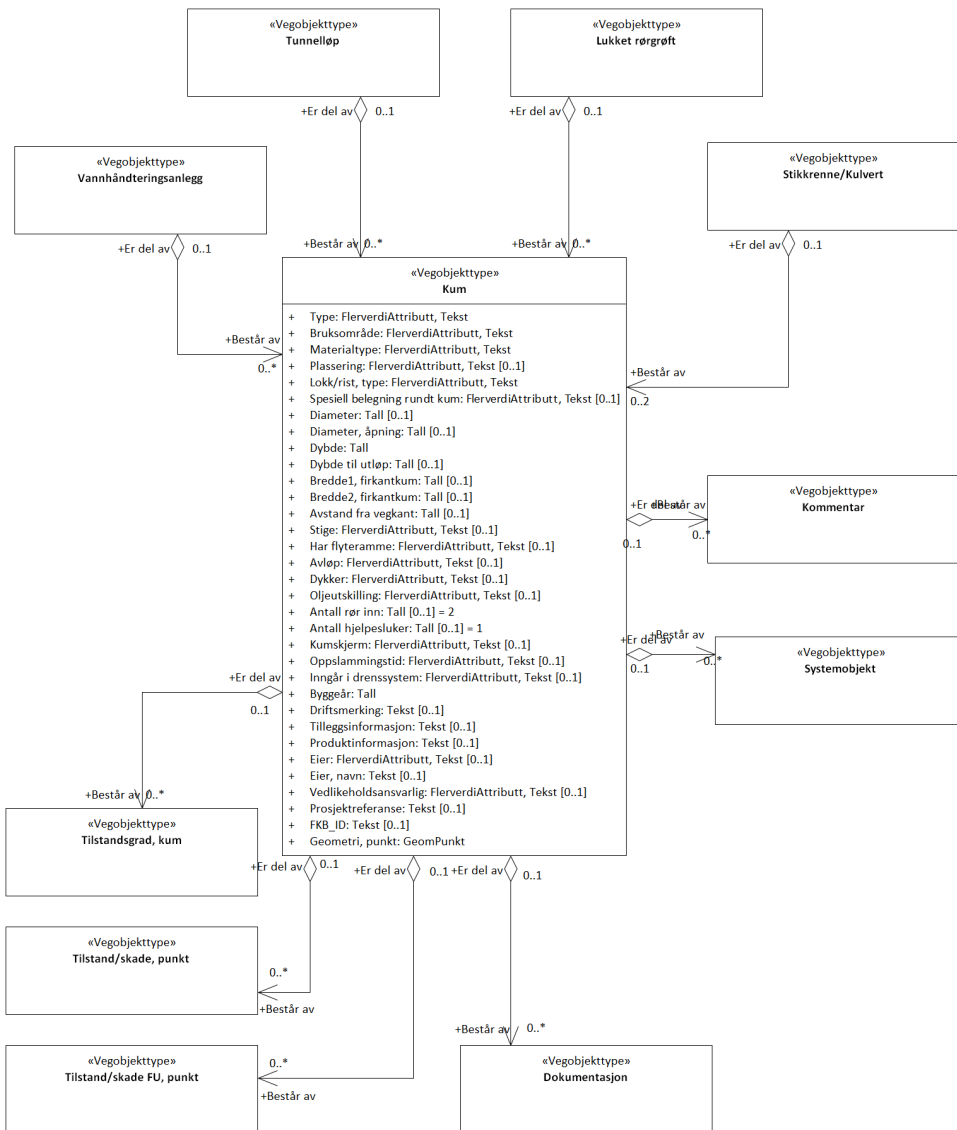 «Vegobjekttype»
Tunnelløp
«Vegobjekttype»
Lukket rørgrøft
+Er del av 0..1
+Er del av 0..1
«Vegobjekttype»
Vannhåndteringsanlegg
«Vegobjekttype»
Stikkrenne/Kulvert
+Er del av 0..1
+Består av 0..*
+Består av 0..*
+Er del av 0..1
«Vegobjekttype»
Kum
+ Type: FlerverdiAttributt, Tekst
+ Bruksområde: FlerverdiAttributt, Tekst
+ Materialtype: FlerverdiAttributt, Tekst
+ Plassering: FlerverdiAttributt, Tekst [0..1]
+ Lokk/rist, type: FlerverdiAttributt, Tekst
+ Spesiell belegning rundt kum: FlerverdiAttributt, Tekst [0..1]
+ Diameter: Tall [0..1]
+ Diameter, åpning: Tall [0..1]
+ Dybde: Tall
+ Dybde til utløp: Tall [0..1]
+ Bredde1, firkantkum: Tall [0..1]
+ Bredde2, firkantkum: Tall [0..1]
+ Avstand fra vegkant: Tall [0..1]
+ Stige: FlerverdiAttributt, Tekst [0..1]
+ Har flyteramme: FlerverdiAttributt, Tekst [0..1]
+ Avløp: FlerverdiAttributt, Tekst [0..1]
+ Dykker: FlerverdiAttributt, Tekst [0..1]
+ Oljeutskilling: FlerverdiAttributt, Tekst [0..1]
+ Antall rør inn: Tall [0..1] = 2
+ Antall hjelpesluker: Tall [0..1] = 1
+ Kumskjerm: FlerverdiAttributt, Tekst [0..1]
+ Oppslammingstid: FlerverdiAttributt, Tekst [0..1]
+ Inngår i drenssystem: FlerverdiAttributt, Tekst [0..1]
+ Byggeår: Tall
+ Driftsmerking: Tekst [0..1]
+ Tilleggsinformasjon: Tekst [0..1]
+ Produktinformasjon: Tekst [0..1]
+ Eier: FlerverdiAttributt, Tekst [0..1]
+ Eier, navn: Tekst [0..1]
+ Vedlikeholdsansvarlig: FlerverdiAttributt, Tekst [0..1]
+ Prosjektreferanse: Tekst [0..1]
+ FKB_ID: Tekst [0..1]
+ Geometri, punkt: GeomPunkt
+Består av
0..*
+Består av
0..2
+Er del av +Består av
0..1 0..*
«Vegobjekttype»
Kommentar
+Er del av +Består av
0..1 0..*
«Vegobjekttype»
Systemobjekt
+Er del av
0..1
+Består av 0..*
«Vegobjekttype»
Tilstandsgrad, kum
+Er del av 0..1
+Er del av 0..1
+Er del av 0..1
«Vegobjekttype»
Tilstand/skade, punkt
0..*
+Består av
«Vegobjekttype»
Tilstand/skade FU, punkt
0..*
+Består av
+Består av 0..*
«Vegobjekttype»
Dokumentasjon